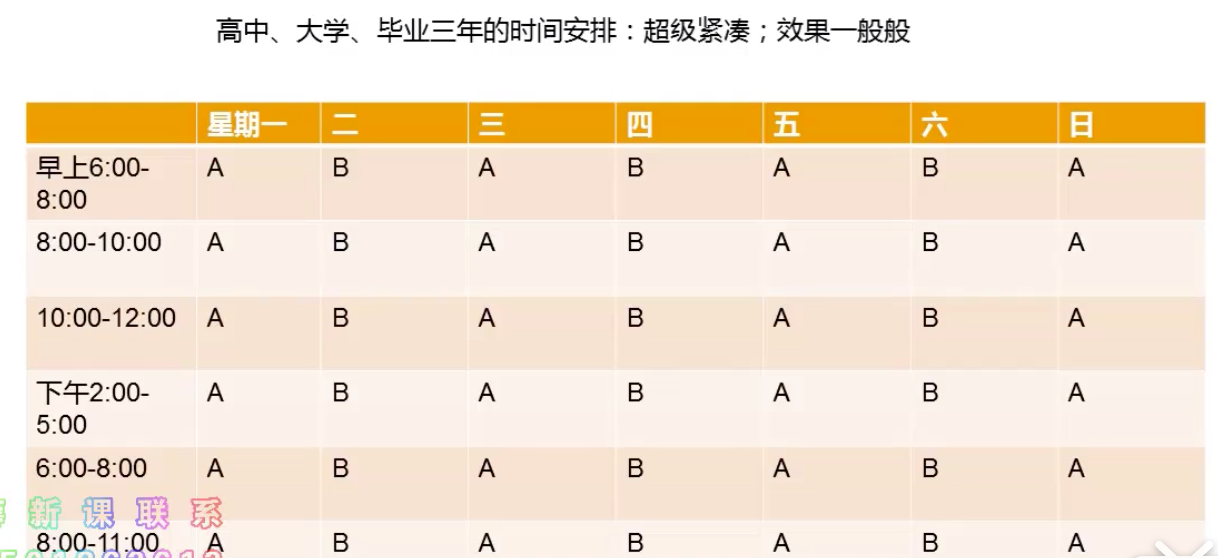 高中、大学、毕业三年的时间安排：超级紧凑；效果一般般
星期一 二 三 四 五 六 日
早上6:00-
8:00 A B A B A B A
8:00-10:00 A B A B A B A
10:00-12:00 A B A B A B A
下午2:00-
5:00 A B A B A B A
6:00-8:00 A B A B A B A
新课联系
8:00-11:00 A B A B A B A